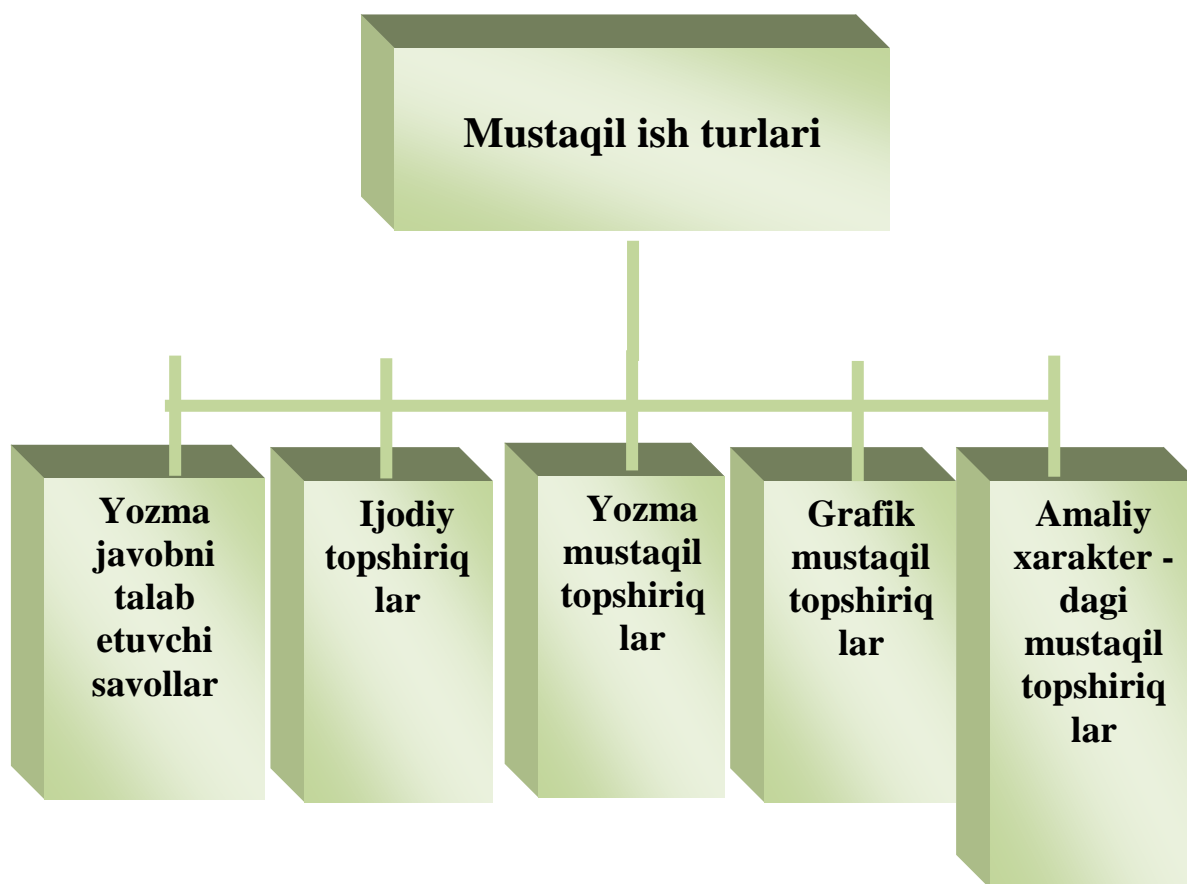 Mustaqil ish turlari
Yozma
javobni
talab
etuvchi
savollar
Ijodiy
topshiriq
lar
Yozma
mustaqil
topshiriq
lar
Grafik
mustaqil
topshiriq
lar
Amaliy
xarakter -
dagi
mustaqil
topshiriq
lar